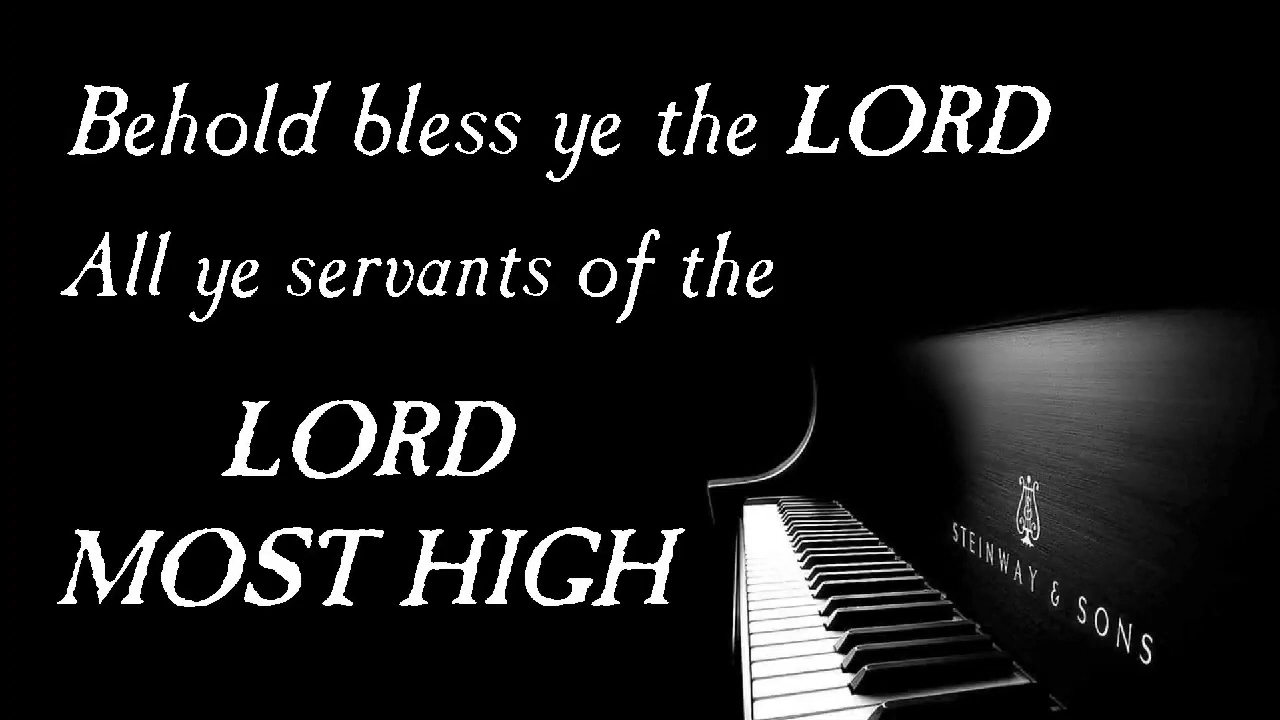 Behold bless ye the LORD
All ye servants of the
LORD
MOST HIGH
STEINWAY & SONS